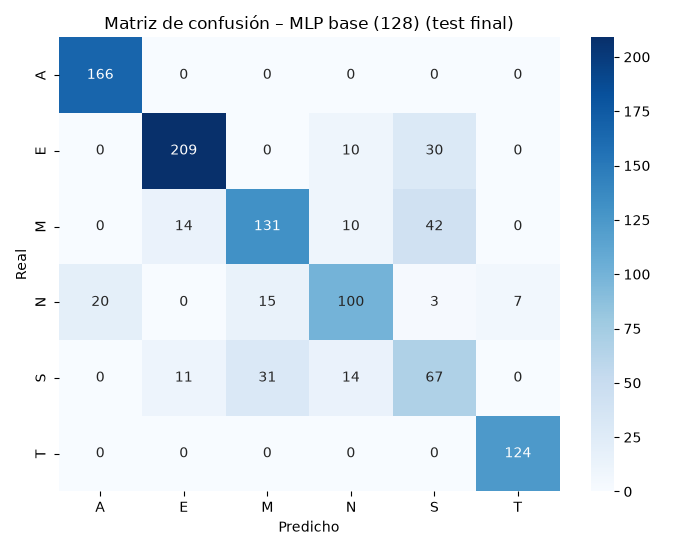 Matriz de confusión – MLP base (128) (test final)
A 166 0 0 0 0 0
E 0 209 0 10 30 0
M 0 14 131 10 42 0
N 20 0 15 100 3 7
S 0 11 31 14 67 0
T 0 0 0 0 0 124
A E M N S T
Predicho
Real
200
175
150
125
100
75
50
25
0